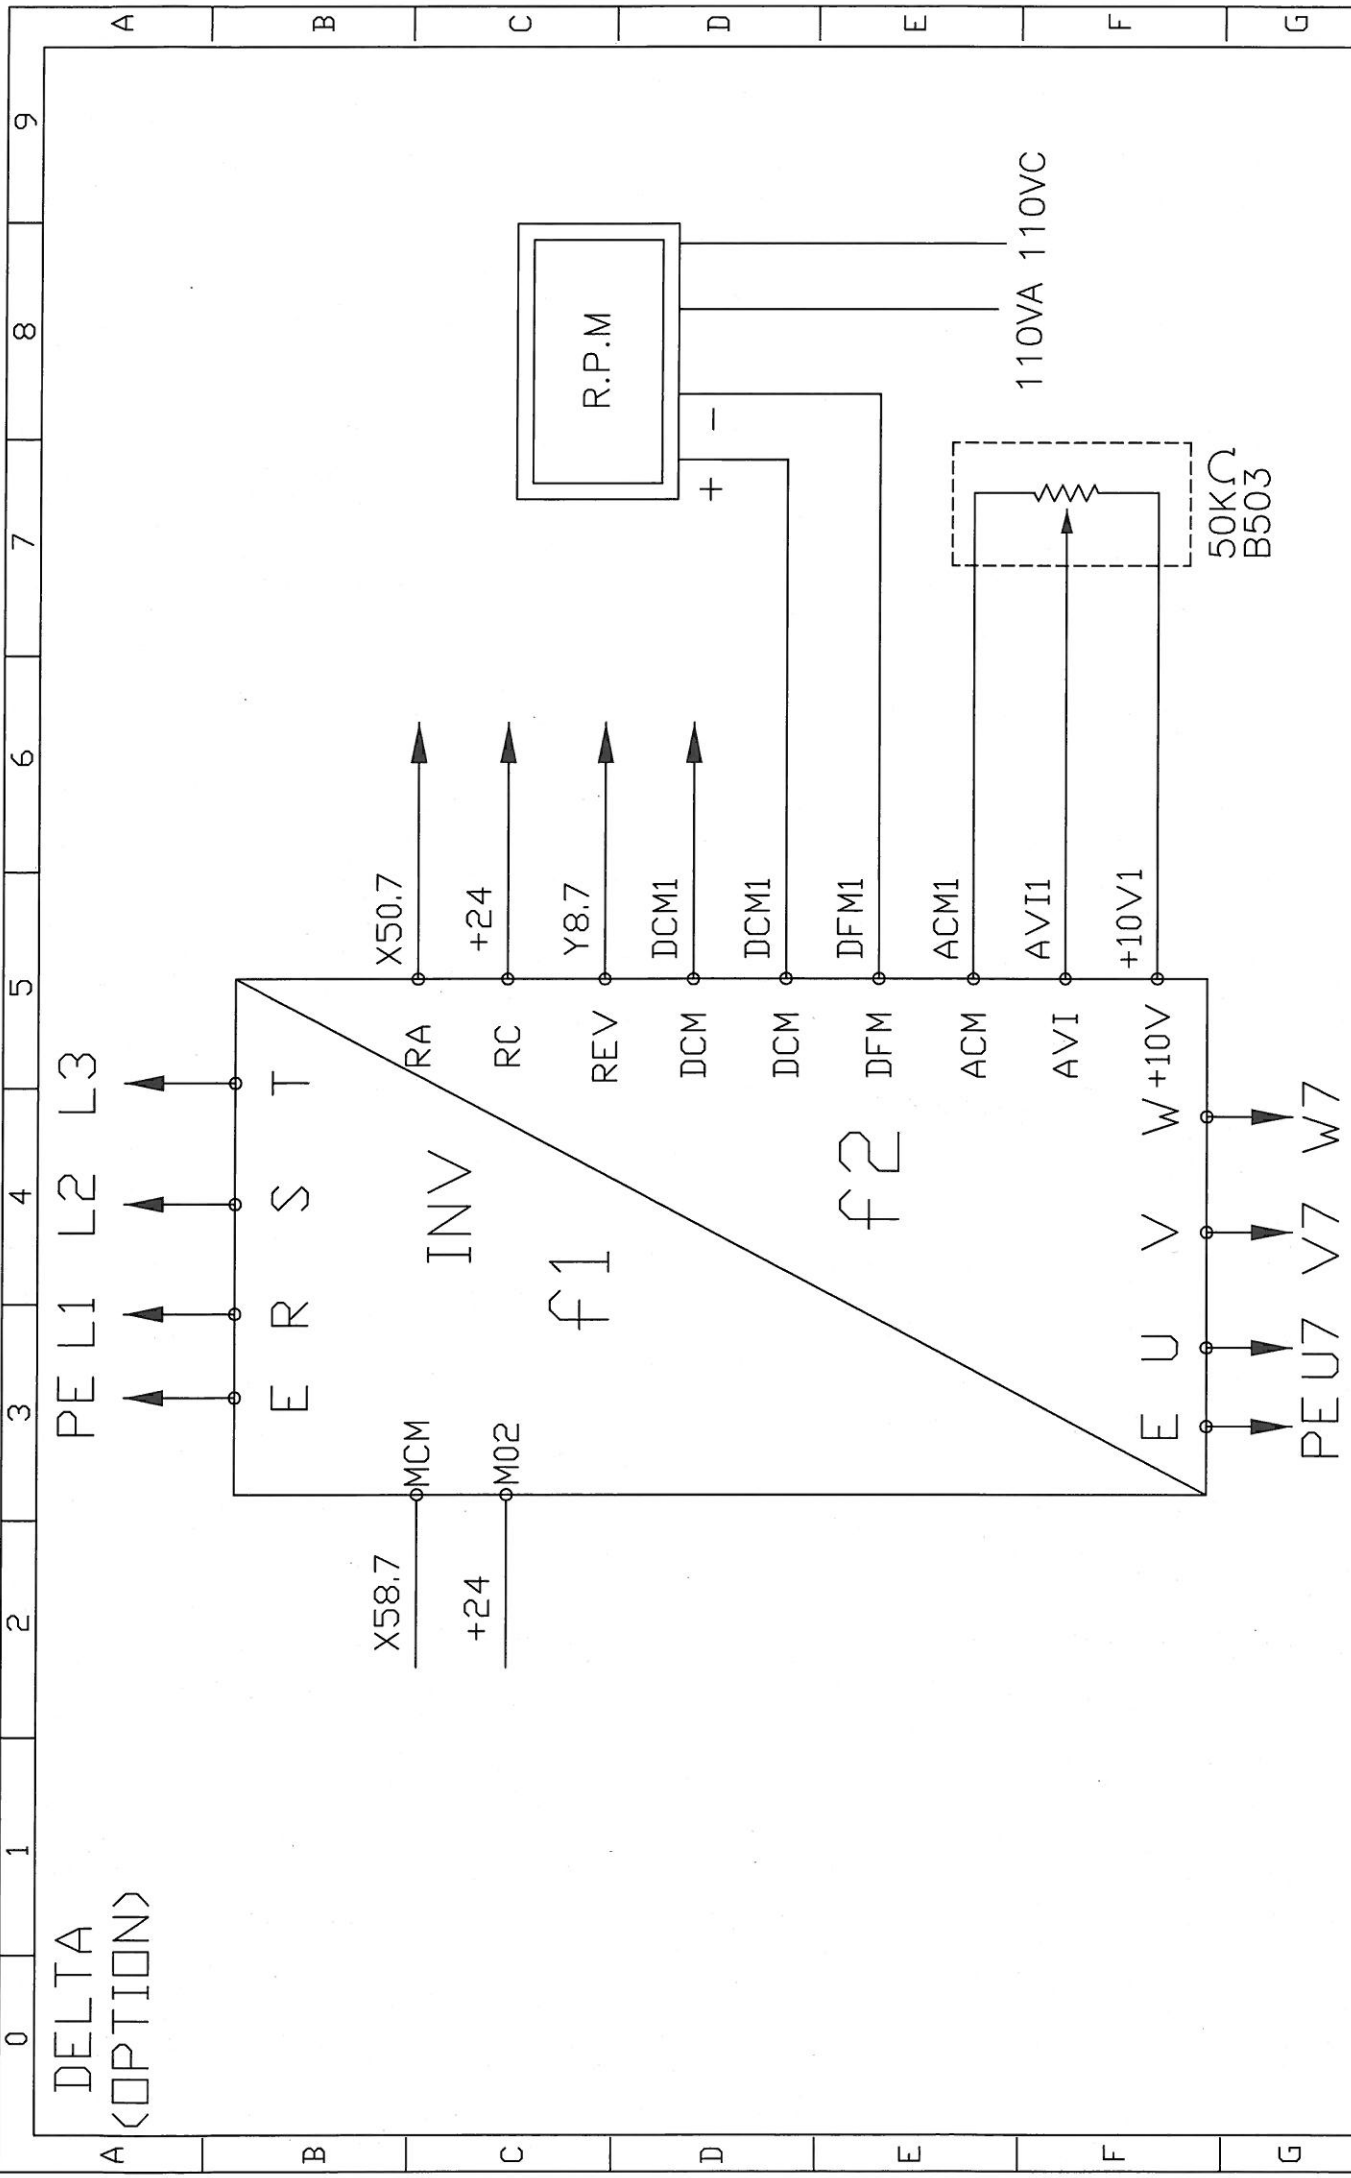 0 1 2 3 4 5 6 7 8 9
A
B
C
D
E
F
G
A
B
C
D
E
F
G
DELTA
(OPTION)
PE L1 L2 L3
E R S T
X58.7
MCM
+24
MO2
INV
f1
f2
RA
X50.7
RC
+24
REV
Y8.7
DCM
DCM1
DCM
DCM1
DFM
DFM1
ACM
ACM1
AVI
AVI1
+10V
+10V1
E U V W
PE U7 V7 W7
R.P.M
+ -
110VA 110VC
50KΩ
B503